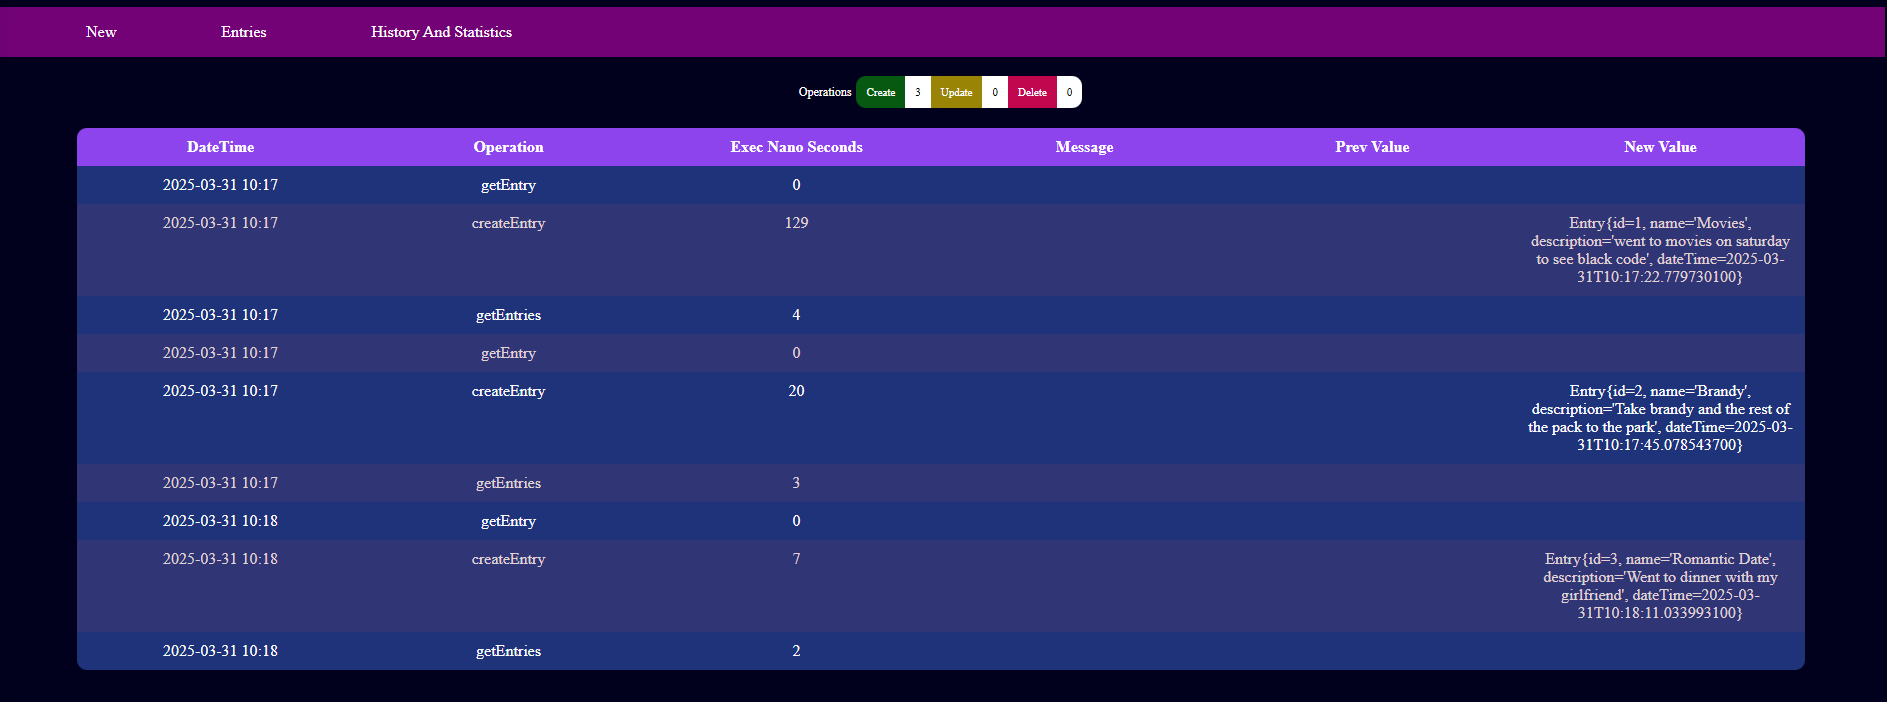 New Entries History And Statistics
Operations Create 3 Update 0 Delete 0
DateTime Operation Exec Nano Seconds Message Prev Value New Value
2025-03-31 10:17 getEntry 0
2025-03-31 10:17 createEntry 129 Entry{id=1, name='Movies',
description='went to movies on saturday
to see black code', dateTime=2025-03-
31T10:17:22.779730100}
2025-03-31 10:17 getEntries 4
2025-03-31 10:17 getEntry 0
2025-03-31 10:17 createEntry 20 Entry{id=2, name='Brandy',
description='Take brandy and the rest of
the pack to the park', dateTime=2025-03-
31T10:17:45.078543700}
2025-03-31 10:17 getEntries 3
2025-03-31 10:18 getEntry 0
2025-03-31 10:18 createEntry 7 Entry{id=3, name='Romantic Date',
description='Went to dinner with my
girlfriend', dateTime=2025-03-
31T10:18:11.033993100}
2025-03-31 10:18 getEntries 2